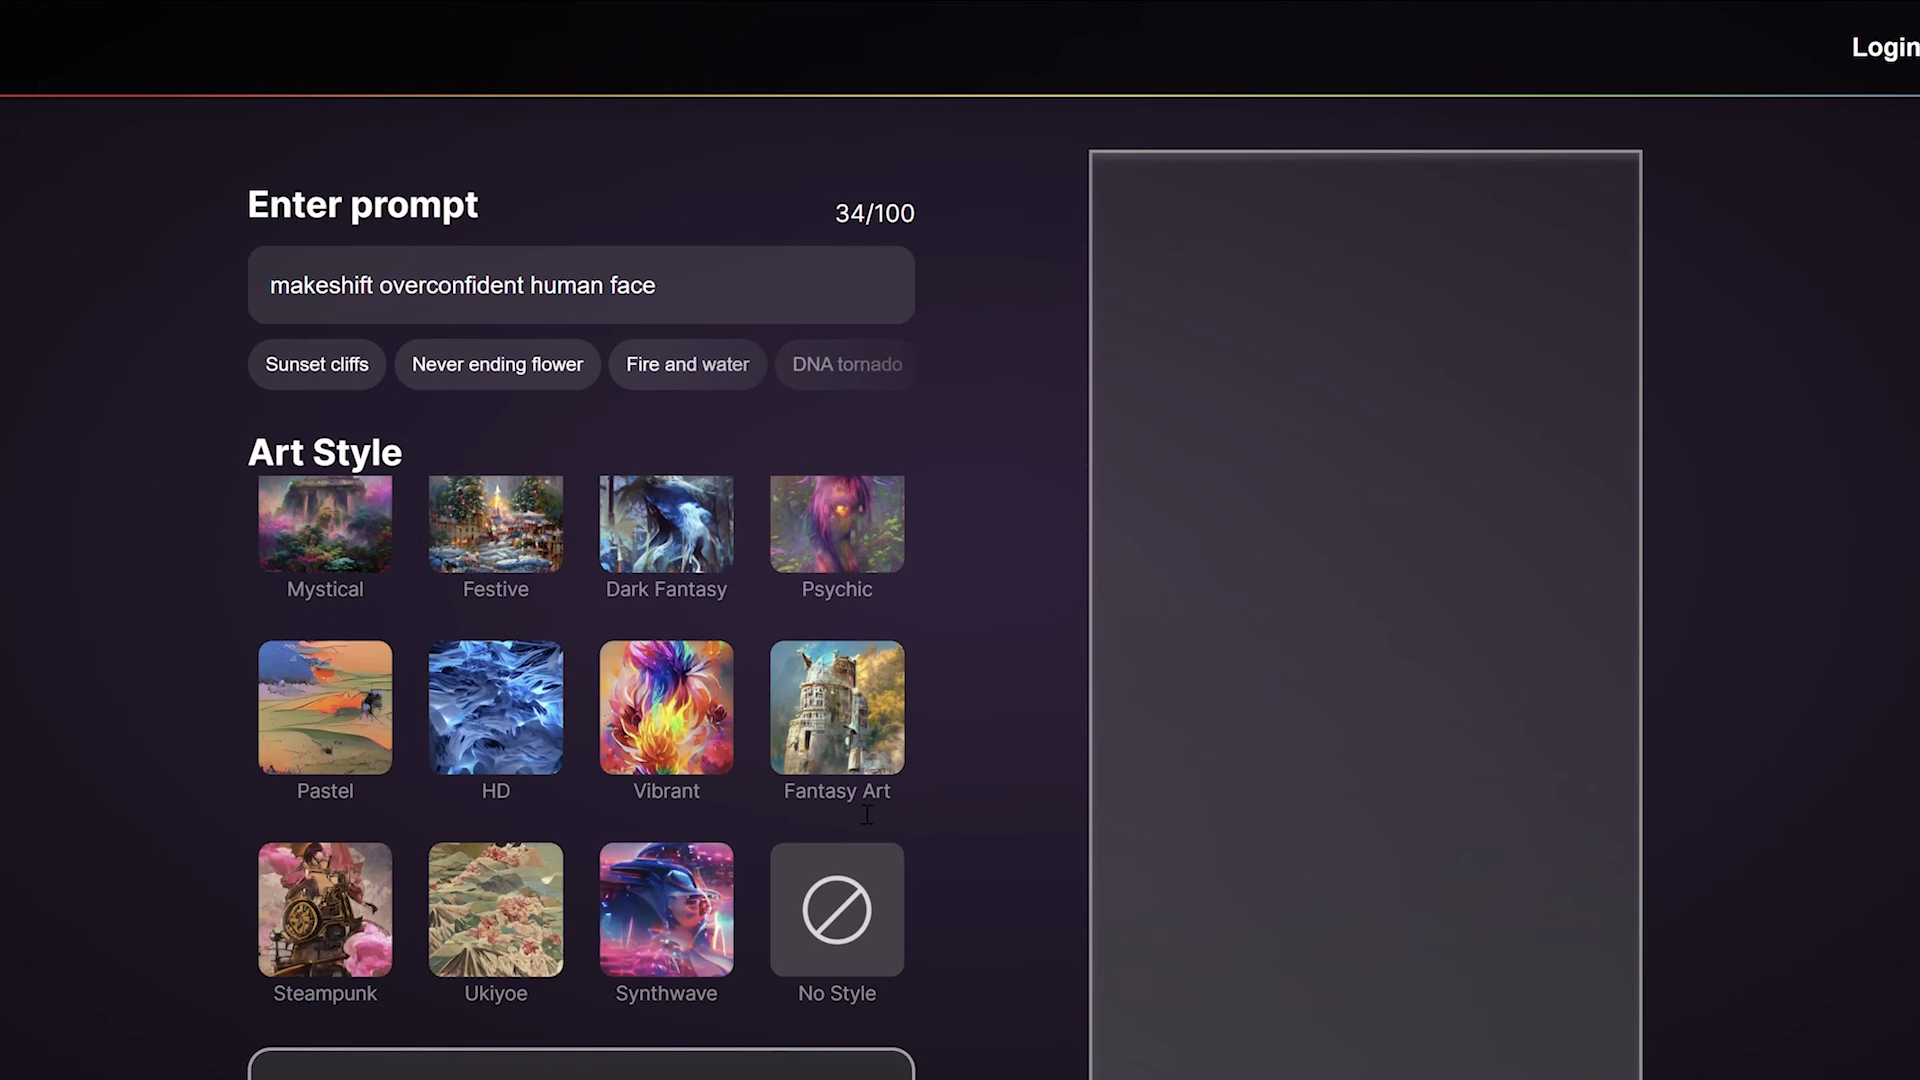 Login
Enter prompt
34/100
makeshift overconfident human face
Sunset cliffs
Never ending flower
Fire and water
DNA tornado
Art Style
Mystical
Festive
Dark Fantasy
Psychic
Pastel
HD
Vibrant
Fantasy Art
Steampunk
Ukiyoe
Synthwave
No Style